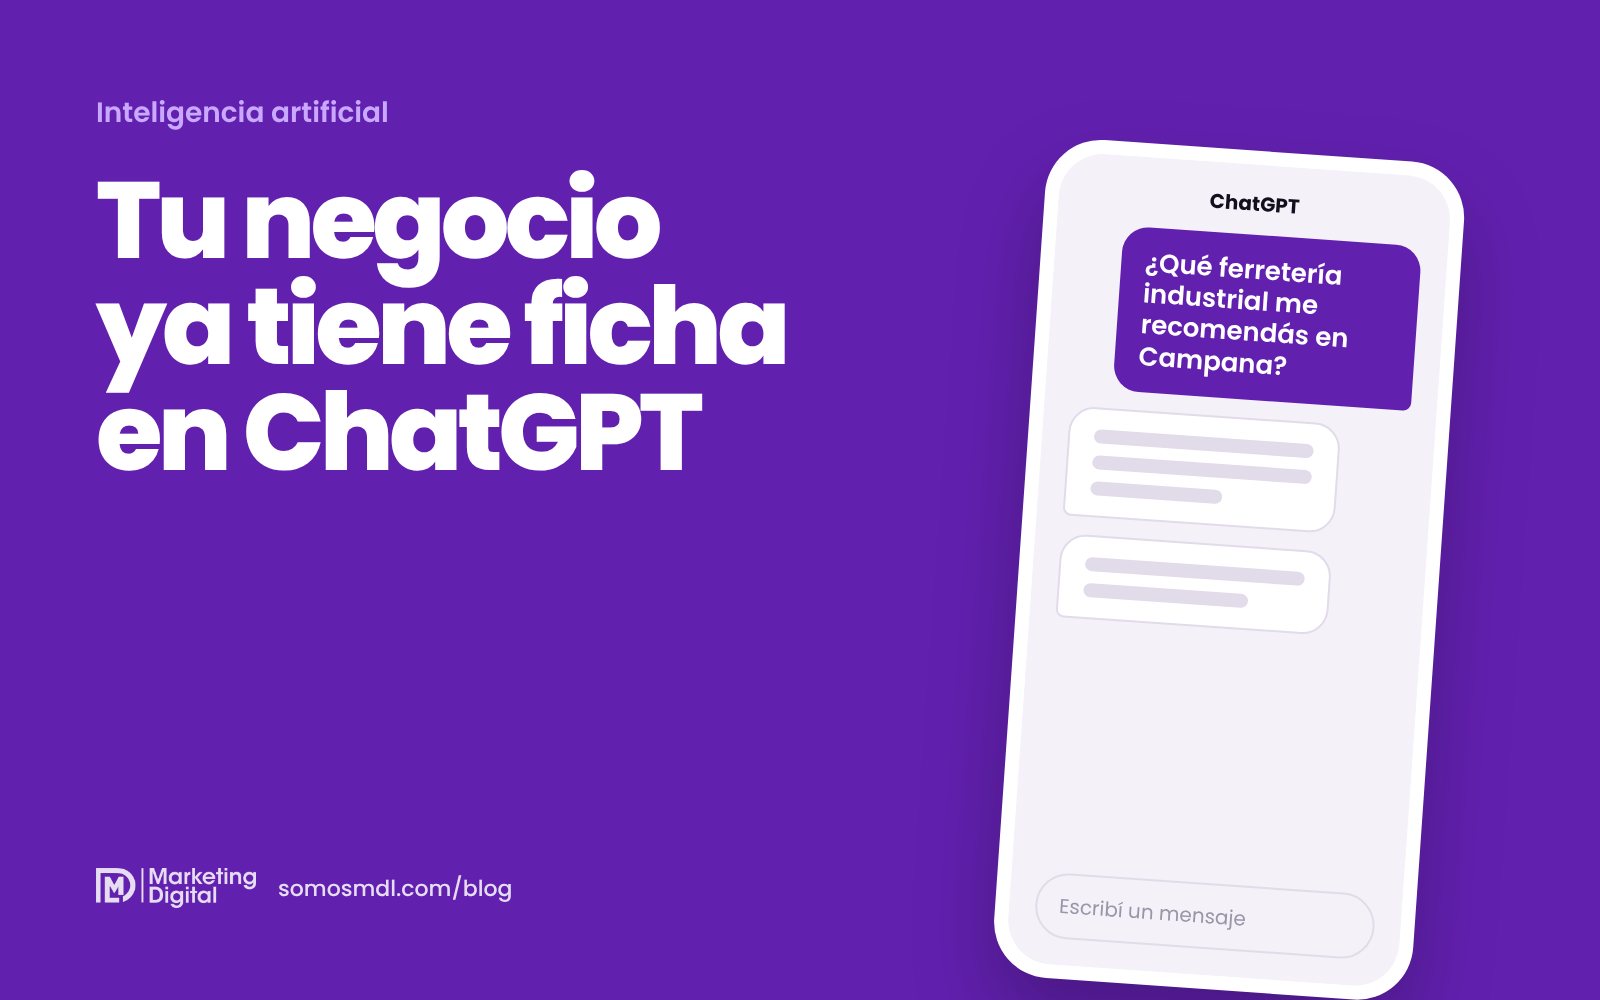 Inteligencia artificial
Tu negocio
ya tiene ficha
en ChatGPT
ChatGPT
¿Qué ferretería
industrial me
recomendás en
Campana?
Escribí un mensaje
Marketing
Digital
somosmdl.com/blog